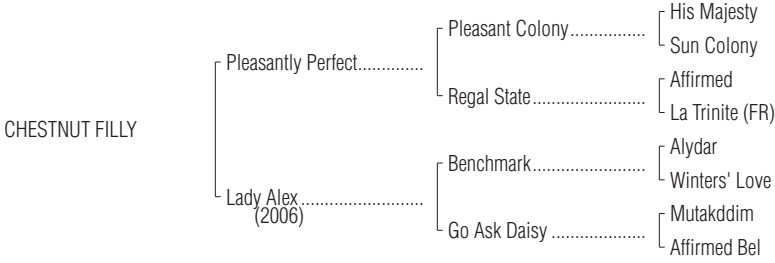 His Majesty
Pleasant Colony................
Sun Colony
Pleasantly Perfect..............
Affirmed
Regal State........................
La Trinite (FR)
CHESTNUT FILLY
Alydar
Benchmark........................
Winters' Love
Lady Alex..........................
(2006)
Mutakddim
Go Ask Daisy ....................
Affirmed Bel